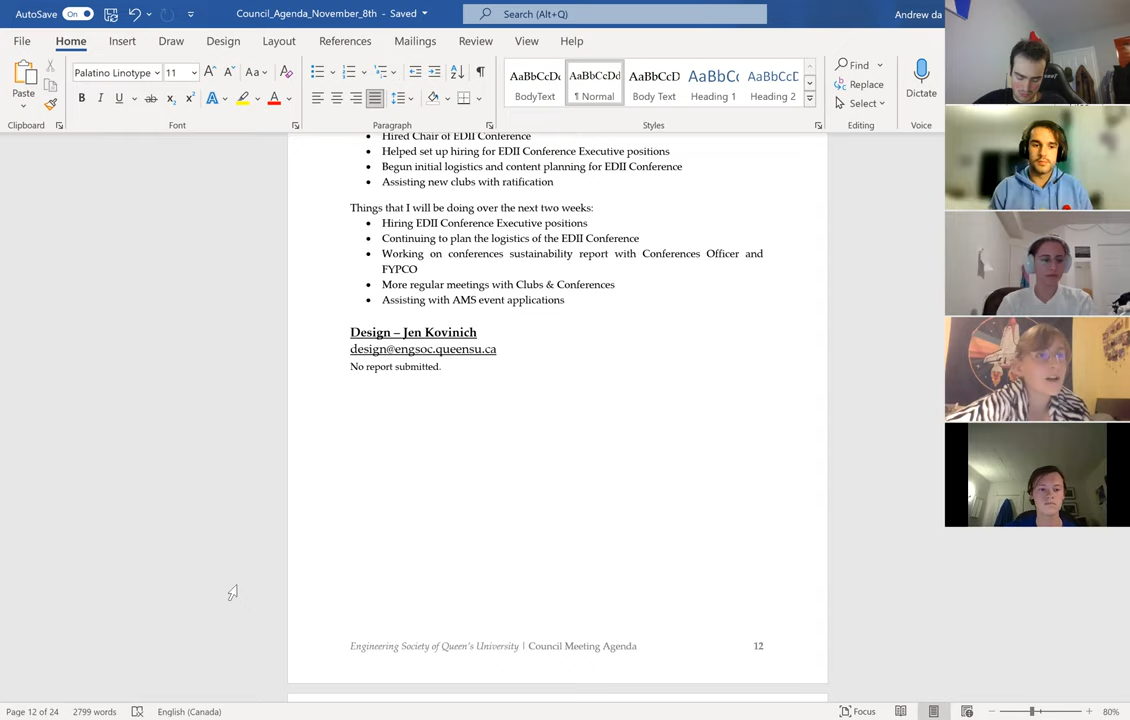 AutoSave On Council_Agenda_November_8th - Saved Search (Alt+Q) Andrew da
File Home Insert Draw Design Layout References Mailings Review View Help
Paste Palatino Linotype 11 A A Aa A AaBbCcDc AaBbCcDd AaBbCcD AaBbCc AaBbCcD Find Replace Select Dictate
B I U ab x2 x2 A A BodyText ¶ Normal Body Text Heading 1 Heading 2
Clipboard Font Paragraph Styles Editing Voice
• Hired Chair of EDII Conference
• Helped set up hiring for EDII Conference Executive positions
• Begun initial logistics and content planning for EDII Conference
• Assisting new clubs with ratification
Things that I will be doing over the next two weeks:
• Hiring EDII Conference Executive positions
• Continuing to plan the logistics of the EDII Conference
• Working on conferences sustainability report with Conferences Officer and
FYPCO
• More regular meetings with Clubs & Conferences
• Assisting with AMS event applications
Design – Jen Kovinich
design@engsoc.queensu.ca
No report submitted.
Engineering Society of Queen's University | Council Meeting Agenda 12
Page 12 of 24 2799 words English (Canada) Focus 80%